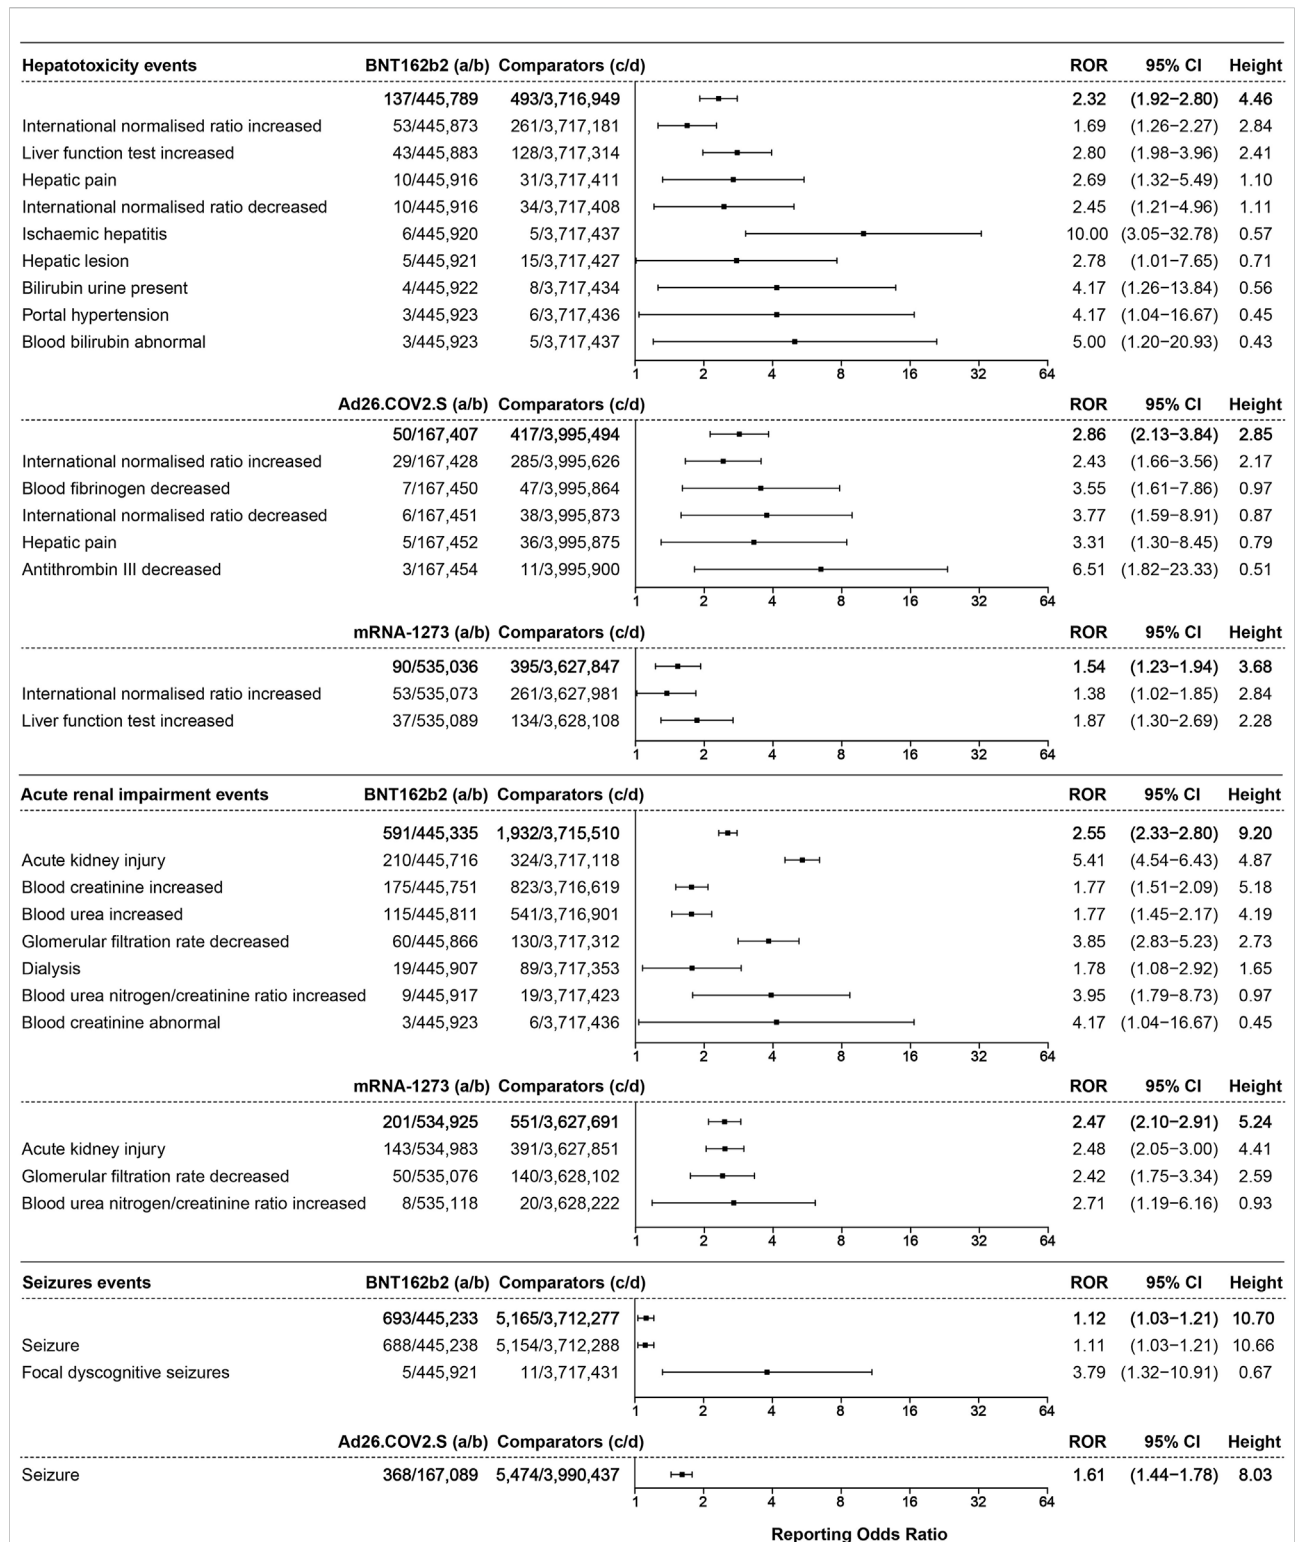 Hepatotoxicity events BNT162b2 (a/b) Comparators (c/d) ROR 95% CI Height
137/445,789 493/3,716,949 2.32 (1.92−2.80) 4.46
International normalised ratio increased 53/445,873 261/3,717,181 1.69 (1.26−2.27) 2.84
Liver function test increased 43/445,883 128/3,717,314 2.80 (1.98−3.96) 2.41
Hepatic pain 10/445,916 31/3,717,411 2.69 (1.32−5.49) 1.10
International normalised ratio decreased 10/445,916 34/3,717,408 2.45 (1.21−4.96) 1.11
Ischaemic hepatitis 6/445,920 5/3,717,437 10.00 (3.05−32.78) 0.57
Hepatic lesion 5/445,921 15/3,717,427 2.78 (1.01−7.65) 0.71
Bilirubin urine present 4/445,922 8/3,717,434 4.17 (1.26−13.84) 0.56
Portal hypertension 3/445,923 6/3,717,436 4.17 (1.04−16.67) 0.45
Blood bilirubin abnormal 3/445,923 5/3,717,437 5.00 (1.20−20.93) 0.43
1 2 4 8 16 32 64
Ad26.COV2.S (a/b) Comparators (c/d) ROR 95% CI Height
50/167,407 417/3,995,494 2.86 (2.13−3.84) 2.85
International normalised ratio increased 29/167,428 285/3,995,626 2.43 (1.66−3.56) 2.17
Blood fibrinogen decreased 7/167,450 47/3,995,864 3.55 (1.61−7.86) 0.97
International normalised ratio decreased 6/167,451 38/3,995,873 3.77 (1.59−8.91) 0.87
Hepatic pain 5/167,452 36/3,995,875 3.31 (1.30−8.45) 0.79
Antithrombin III decreased 3/167,454 11/3,995,900 6.51 (1.82−23.33) 0.51
1 2 4 8 16 32 64
mRNA-1273 (a/b) Comparators (c/d) ROR 95% CI Height
90/535,036 395/3,627,847 1.54 (1.23−1.94) 3.68
International normalised ratio increased 53/535,073 261/3,627,981 1.38 (1.02−1.85) 2.84
Liver function test increased 37/535,089 134/3,628,108 1.87 (1.30−2.69) 2.28
1 2 4 8 16 32 64
Acute renal impairment events BNT162b2 (a/b) Comparators (c/d) ROR 95% CI Height
591/445,335 1,932/3,715,510 2.55 (2.33−2.80) 9.20
Acute kidney injury 210/445,716 324/3,717,118 5.41 (4.54−6.43) 4.87
Blood creatinine increased 175/445,751 823/3,716,619 1.77 (1.51−2.09) 5.18
Blood urea increased 115/445,811 541/3,716,901 1.77 (1.45−2.17) 4.19
Glomerular filtration rate decreased 60/445,866 130/3,717,312 3.85 (2.83−5.23) 2.73
Dialysis 19/445,907 89/3,717,353 1.78 (1.08−2.92) 1.65
Blood urea nitrogen/creatinine ratio increased 9/445,917 19/3,717,423 3.95 (1.79−8.73) 0.97
Blood creatinine abnormal 3/445,923 6/3,717,436 4.17 (1.04−16.67) 0.45
1 2 4 8 16 32 64
mRNA-1273 (a/b) Comparators (c/d) ROR 95% CI Height
201/534,925 551/3,627,691 2.47 (2.10−2.91) 5.24
Acute kidney injury 143/534,983 391/3,627,851 2.48 (2.05−3.00) 4.41
Glomerular filtration rate decreased 50/535,076 140/3,628,102 2.42 (1.75−3.34) 2.59
Blood urea nitrogen/creatinine ratio increased 8/535,118 20/3,628,222 2.71 (1.19−6.16) 0.93
1 2 4 8 16 32 64
Seizures events BNT162b2 (a/b) Comparators (c/d) ROR 95% CI Height
693/445,233 5,165/3,712,277 1.12 (1.03−1.21) 10.70
Seizure 688/445,238 5,154/3,712,288 1.11 (1.03−1.21) 10.66
Focal dyscognitive seizures 5/445,921 11/3,717,431 3.79 (1.32−10.91) 0.67
1 2 4 8 16 32 64
Ad26.COV2.S (a/b) Comparators (c/d) ROR 95% CI Height
Seizure 368/167,089 5,474/3,990,437 1.61 (1.44−1.78) 8.03
1 2 4 8 16 32 64
Reporting Odds Ratio